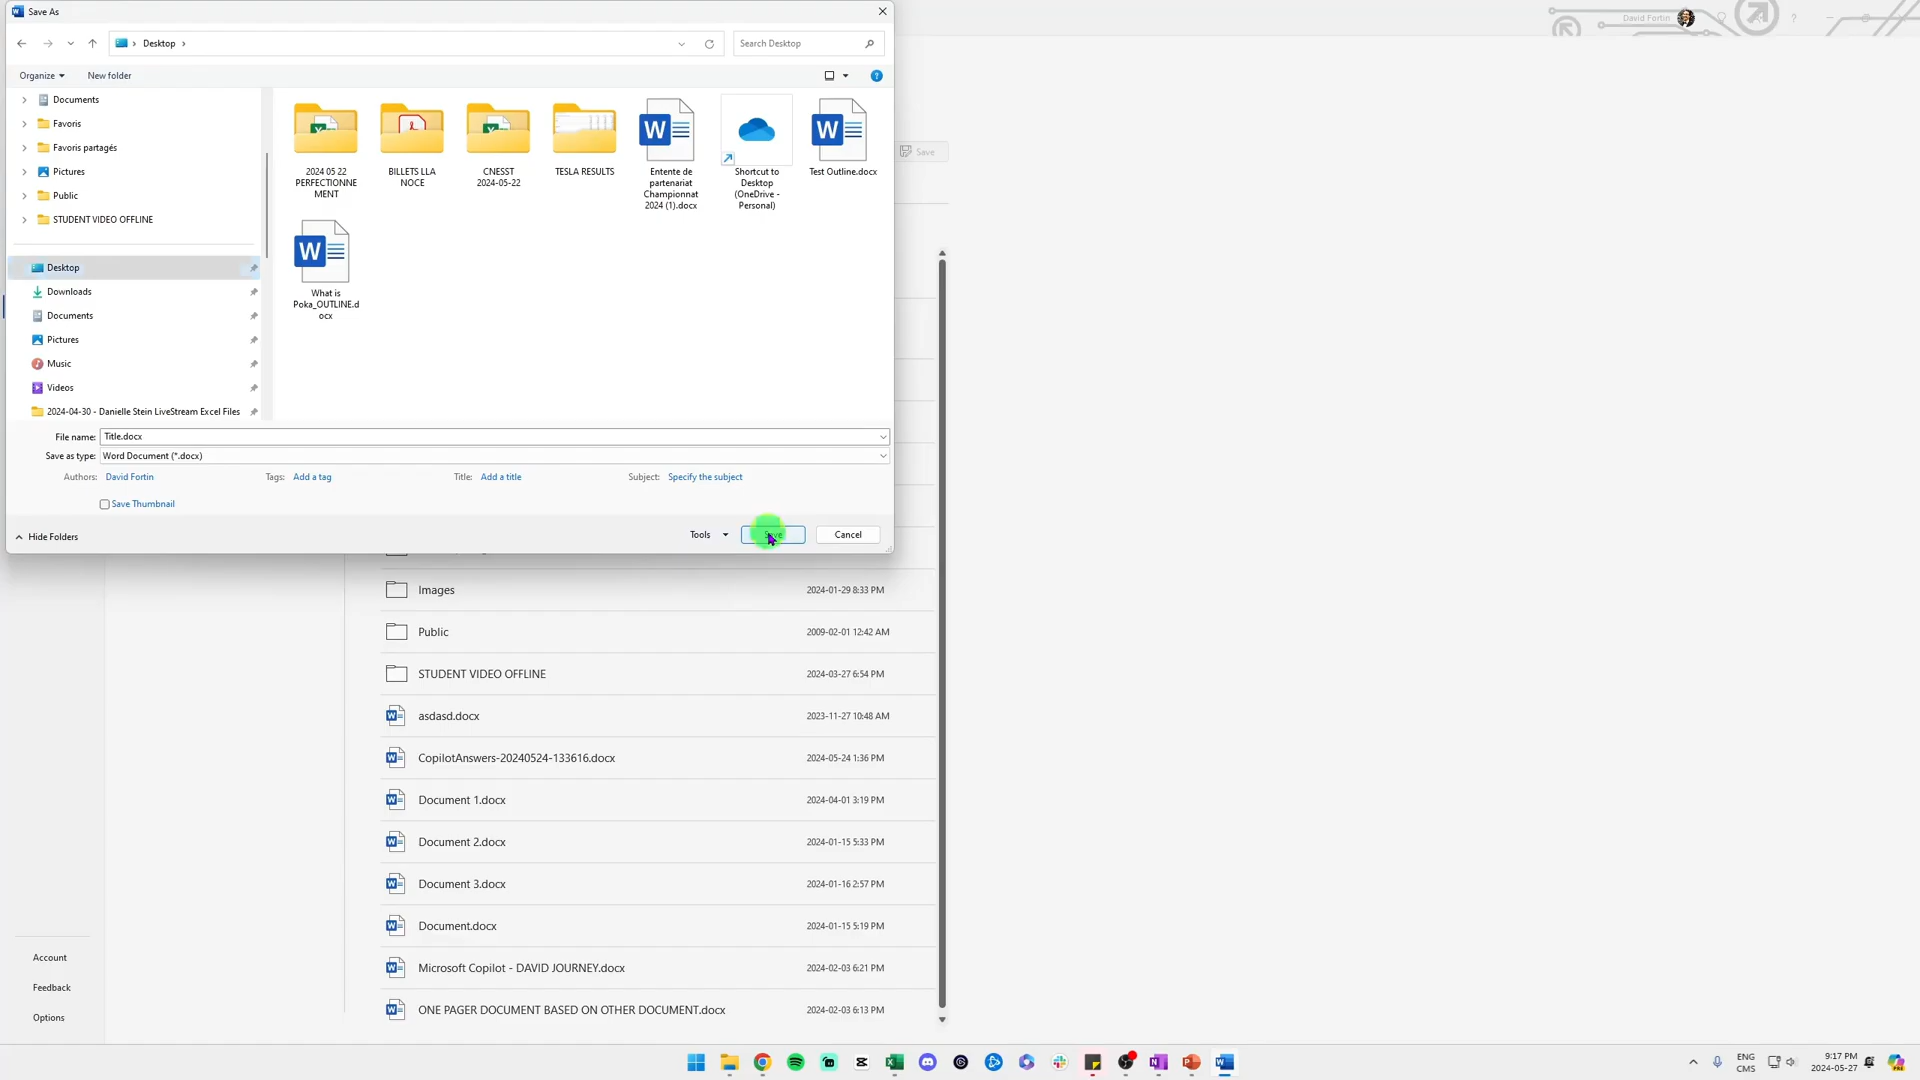 Save As
David Fortin
Desktop
Search Desktop
Organize
New folder
Documents
Favoris
Favoris partagés
Pictures
Public
STUDENT VIDEO OFFLINE
Desktop
Downloads
Documents
Pictures
Music
Videos
2024-04-30 - Danielle Stein LiveStream Excel Files
2024 05 22
PERFECTIONNE
MENT
BILLETS LLA
NOCE
CNESST
2024-05-22
TESLA RESULTS
Entente de
partenariat
Championnat
2024 (1).docx
Shortcut to
Desktop
(OneDrive -
Personal)
Test Outline.docx
What is
Poka_OUTLINE.d
ocx
Save
File name: Title.docx
Save as type: Word Document (*.docx)
Authors: David Fortin Tags: Add a tag Title: Add a title Subject: Specify the subject
Save Thumbnail
Hide Folders
Tools
Save
Cancel
Images 2024-01-29 8:33 PM
Public 2009-02-01 12:42 AM
STUDENT VIDEO OFFLINE 2024-03-27 6:54 PM
asdasd.docx 2023-11-27 10:48 AM
CopilotAnswers-20240524-133616.docx 2024-05-24 1:36 PM
Document 1.docx 2024-04-01 3:19 PM
Document 2.docx 2024-01-15 5:33 PM
Document 3.docx 2024-01-16 2:57 PM
Document.docx 2024-01-15 5:19 PM
Microsoft Copilot - DAVID JOURNEY.docx 2024-02-03 6:21 PM
ONE PAGER DOCUMENT BASED ON OTHER DOCUMENT.docx 2024-02-03 6:13 PM
Account
Feedback
Options
ENG
CMS
9:17 PM
2024-05-27